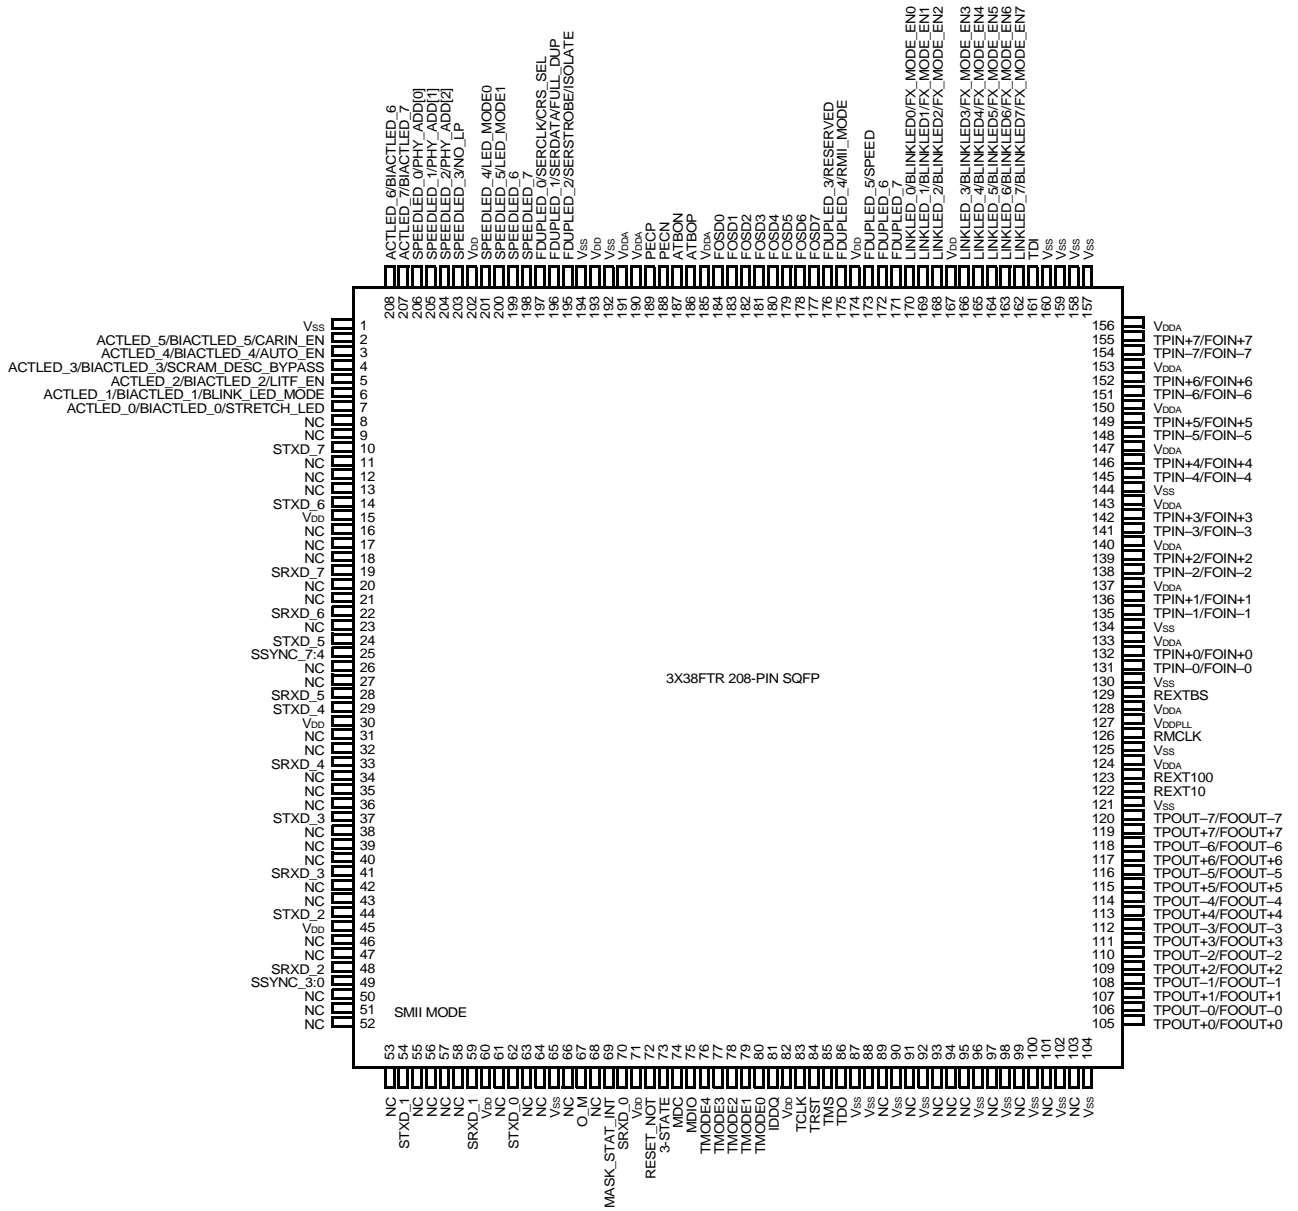 ACTLED_6/BIACTLED_6 208
ACTLED_7/BIACTLED_7 207
SPEEDLED_0/PHY_ADD[0] 206
SPEEDLED_1/PHY_ADD[1] 205
SPEEDLED_2/PHY_ADD[2] 204
SPEEDLED_3/NO_LP 203
VDD 202
SPEEDLED_4/LED_MODE0 201
SPEEDLED_5/LED_MODE1 200
SPEEDLED_6 199
SPEEDLED_7 198
FDUPLED_0/SERCLK/CRS_SEL 197
FDUPLED_1/SERDATA/FULL_DUP 196
FDUPLED_2/SERSTROBE/ISOLATE 195
VSS 194
VDD 193
VSS 192
VDDA 191
VDDA 190
PECP 189
PECN 188
ATBON 187
ATBOP 186
VDDA 185
FOSD0 184
FOSD1 183
FOSD2 182
FOSD3 181
FOSD4 180
FOSD5 179
FOSD6 178
FOSD7 177
FDUPLED_3/RESERVED 176
FDUPLED_4/RMII_MODE 175
VDD 174
FDUPLED_5/SPEED 173
FDUPLED_6 172
FDUPLED_7 171
LINKLED_0/BLINKLED0/FX_MODE_EN0 170
LINKLED_1/BLINKLED1/FX_MODE_EN1 169
LINKLED_2/BLINKLED2/FX_MODE_EN2 168
VDD 167
LINKLED_3/BLINKLED3/FX_MODE_EN3 166
LINKLED_4/BLINKLED4/FX_MODE_EN4 165
LINKLED_5/BLINKLED5/FX_MODE_EN5 164
LINKLED_6/BLINKLED6/FX_MODE_EN6 163
LINKLED_7/BLINKLED7/FX_MODE_EN7 162
TDI 161
VSS 160
VSS 159
VSS 158
VSS 157
VSS 1
ACTLED_5/BIACTLED_5/CARIN_EN 2
ACTLED_4/BIACTLED_4/AUTO_EN 3
ACTLED_3/BIACTLED_3/SCRAM_DESC_BYPASS 4
ACTLED_2/BIACTLED_2/LITF_EN 5
ACTLED_1/BIACTLED_1/BLINK_LED_MODE 6
ACTLED_0/BIACTLED_0/STRETCH_LED 7
NC 8
NC 9
STXD_7 10
NC 11
NC 12
NC 13
STXD_6 14
VDD 15
NC 16
NC 17
NC 18
SRXD_7 19
NC 20
NC 21
SRXD_6 22
NC 23
STXD_5 24
SSYNC_7:4 25
NC 26
NC 27
SRXD_5 28
STXD_4 29
VDD 30
NC 31
NC 32
SRXD_4 33
NC 34
NC 35
NC 36
STXD_3 37
NC 38
NC 39
NC 40
SRXD_3 41
NC 42
NC 43
STXD_2 44
VDD 45
NC 46
NC 47
SRXD_2 48
SSYNC_3:0 49
NC 50
NC 51
NC 52
3X38FTR 208-PIN SQFP
SMII MODE
156 VDDA
155 TPIN+7/FOIN+7
154 TPIN–7/FOIN–7
153 VDDA
152 TPIN+6/FOIN+6
151 TPIN–6/FOIN–6
150 VDDA
149 TPIN+5/FOIN+5
148 TPIN–5/FOIN–5
147 VDDA
146 TPIN+4/FOIN+4
145 TPIN–4/FOIN–4
144 VSS
143 VDDA
142 TPIN+3/FOIN+3
141 TPIN–3/FOIN–3
140 VDDA
139 TPIN+2/FOIN+2
138 TPIN–2/FOIN–2
137 VDDA
136 TPIN+1/FOIN+1
135 TPIN–1/FOIN–1
134 VSS
133 VDDA
132 TPIN+0/FOIN+0
131 TPIN–0/FOIN–0
130 VSS
129 REXTBS
128 VDDA
127 VDDPLL
126 RMCLK
125 VSS
124 VDDA
123 REXT100
122 REXT10
121 VSS
120 TPOUT–7/FOOUT–7
119 TPOUT+7/FOOUT+7
118 TPOUT–6/FOOUT–6
117 TPOUT+6/FOOUT+6
116 TPOUT–5/FOOUT–5
115 TPOUT+5/FOOUT+5
114 TPOUT–4/FOOUT–4
113 TPOUT+4/FOOUT+4
112 TPOUT–3/FOOUT–3
111 TPOUT+3/FOOUT+3
110 TPOUT–2/FOOUT–2
109 TPOUT+2/FOOUT+2
108 TPOUT–1/FOOUT–1
107 TPOUT+1/FOOUT+1
106 TPOUT–0/FOOUT–0
105 TPOUT+0/FOOUT+0
53 NC
54 STXD_1
55 NC
56 NC
57 NC
58 NC
59 SRXD_1
60 VDD
61 NC
62 STXD_0
63 NC
64 NC
65 VSS
66 NC
67 O_M
68 NC
69 MASK_STAT_INT
70 SRXD_0
71 VDD
72 RESET_NOT
73 3-STATE
74 MDC
75 MDIO
76 TMODE4
77 TMODE3
78 TMODE2
79 TMODE1
80 TMODE0
81 IDDQ
82 VDD
83 TCLK
84 TRST
85 TMS
86 TDO
87 VSS
88 VSS
89 NC
90 VSS
91 NC
92 VSS
93 NC
94 NC
95 NC
96 VSS
97 NC
98 VSS
99 NC
100 VSS
101 NC
102 VSS
103 NC
104 VSS